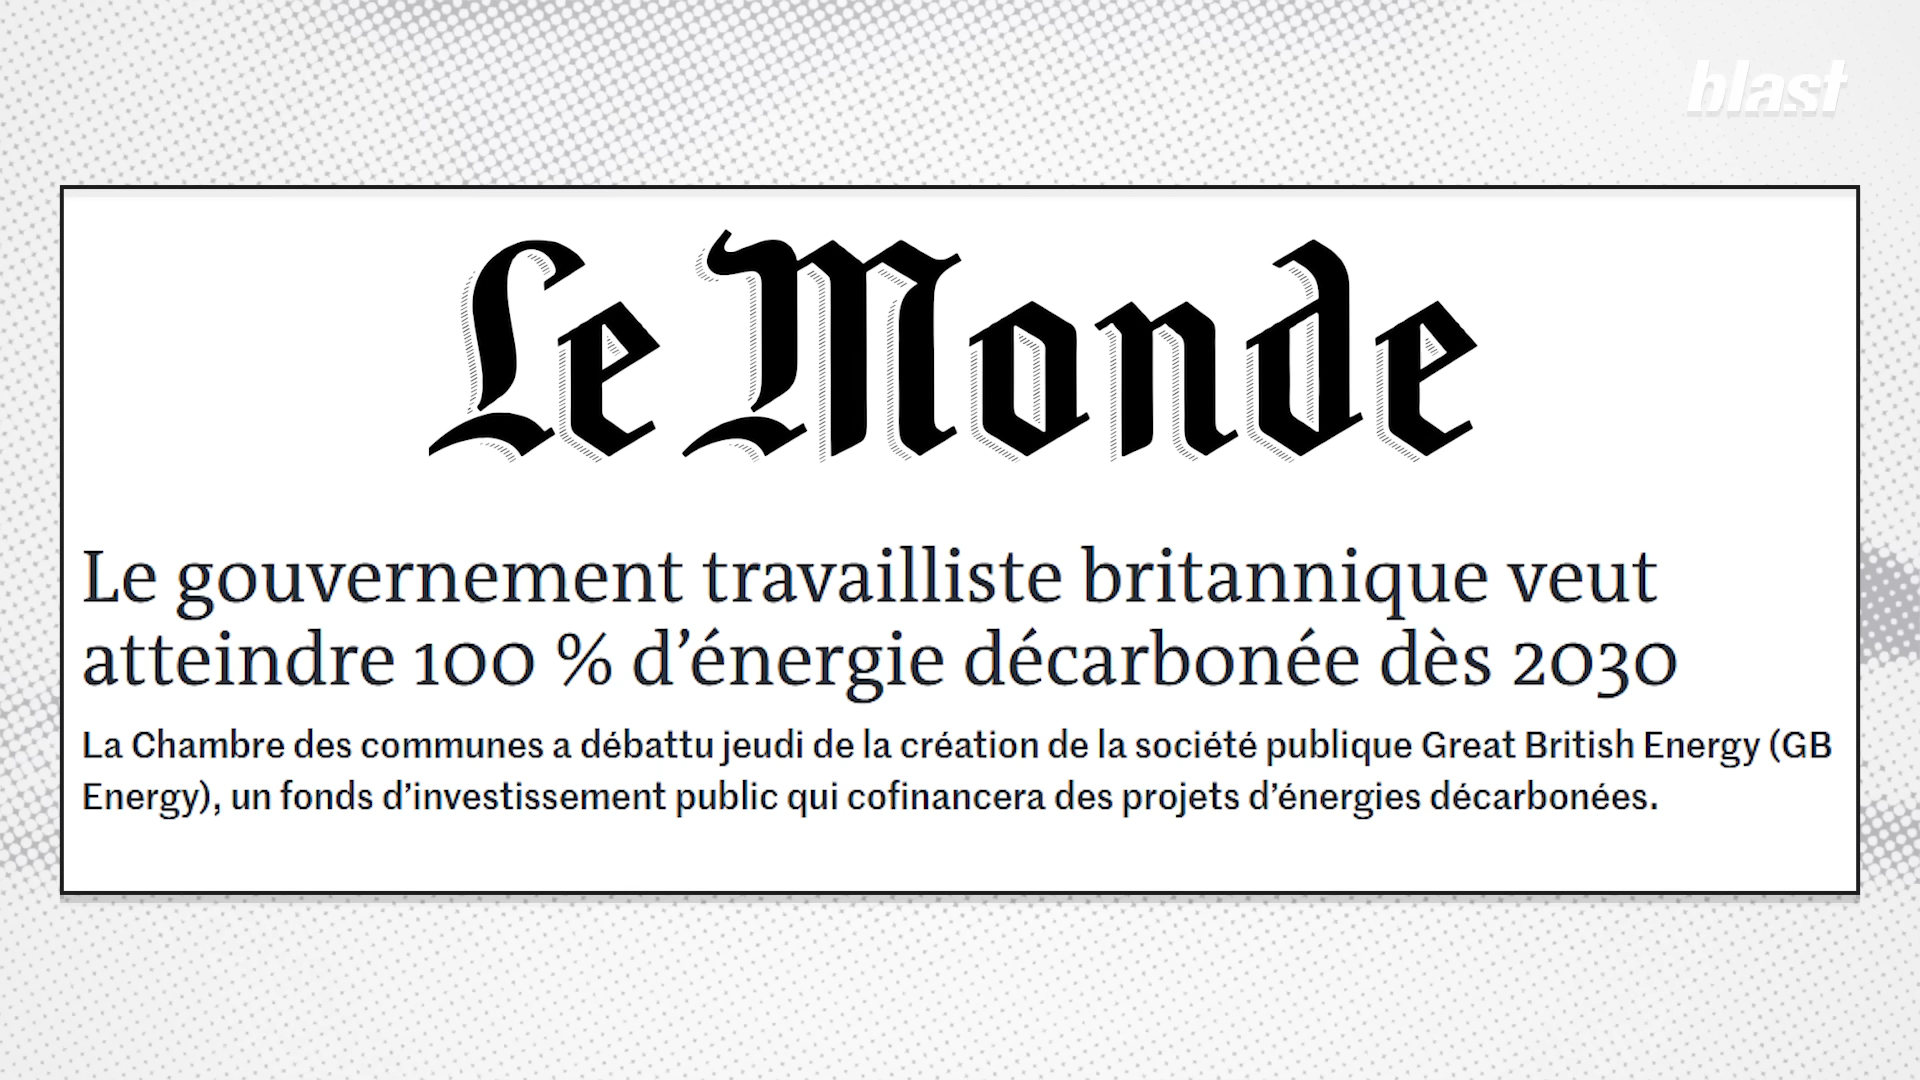 blast
Le Monde
Le gouvernement travailliste britannique veut
atteindre 100 % d’énergie décarbonée dès 2030
La Chambre des communes a débattu jeudi de la création de la société publique Great British Energy (GB
Energy), un fonds d’investissement public qui cofinancera des projets d’énergies décarbonées.